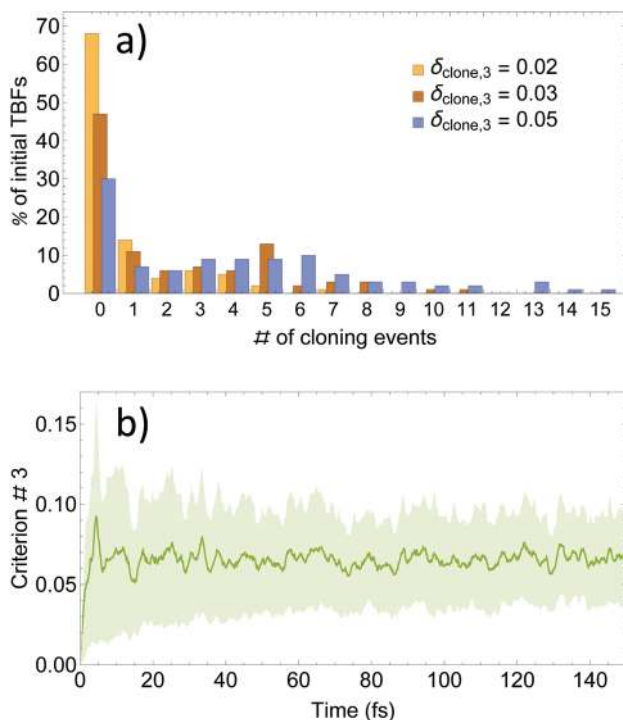 a)
70
60
50
40
30
20
10
0
% of initial TBFs
δclone,3 = 0.02
δclone,3 = 0.03
δclone,3 = 0.05
0 1 2 3 4 5 6 7 8 9 10 11 12 13 14 15
# of cloning events
b)
0.15
0.10
0.05
0.00
Criterion # 3
0 20 40 60 80 100 120 140
Time (fs)